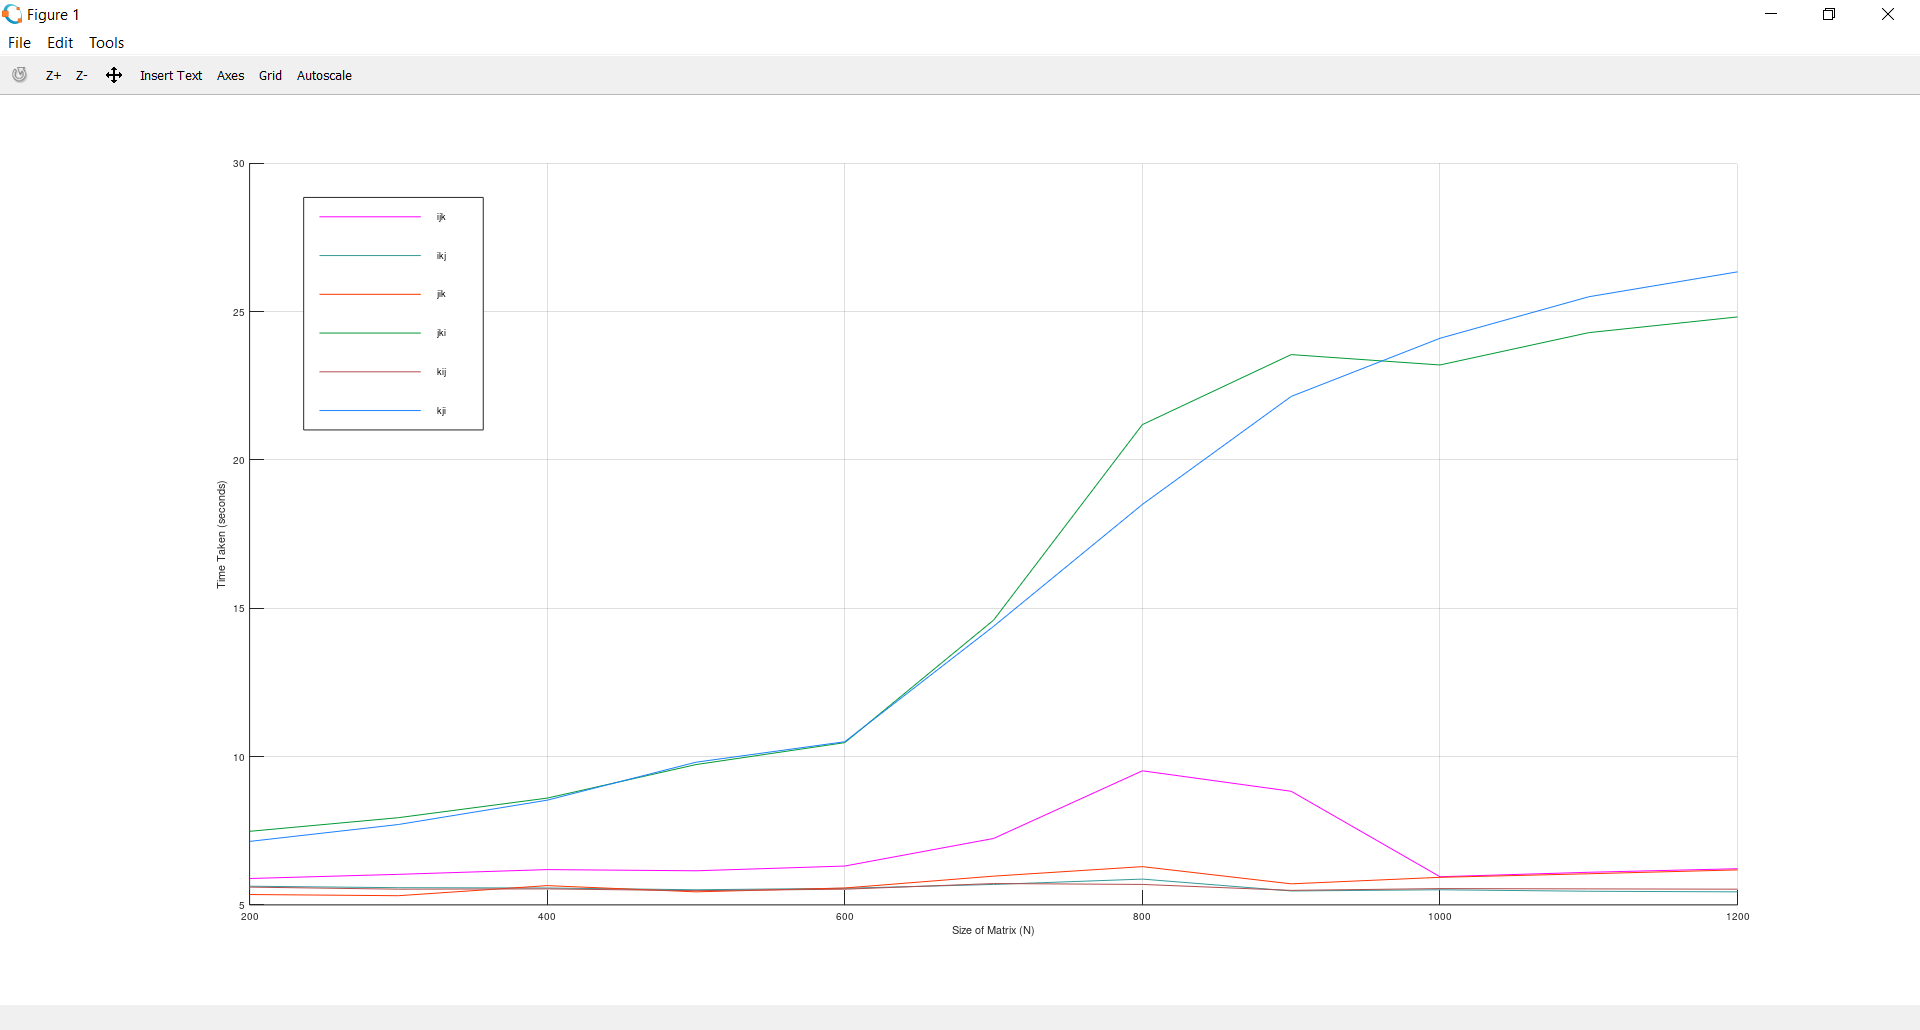 Figure 1
File Edit Tools
Z+ Z- Insert Text Axes Grid Autoscale
30
25
20
15
10
5
Time Taken (seconds)
ijk
ikj
jik
jki
kij
kji
200 400 600 800 1000 1200
Size of Matrix (N)